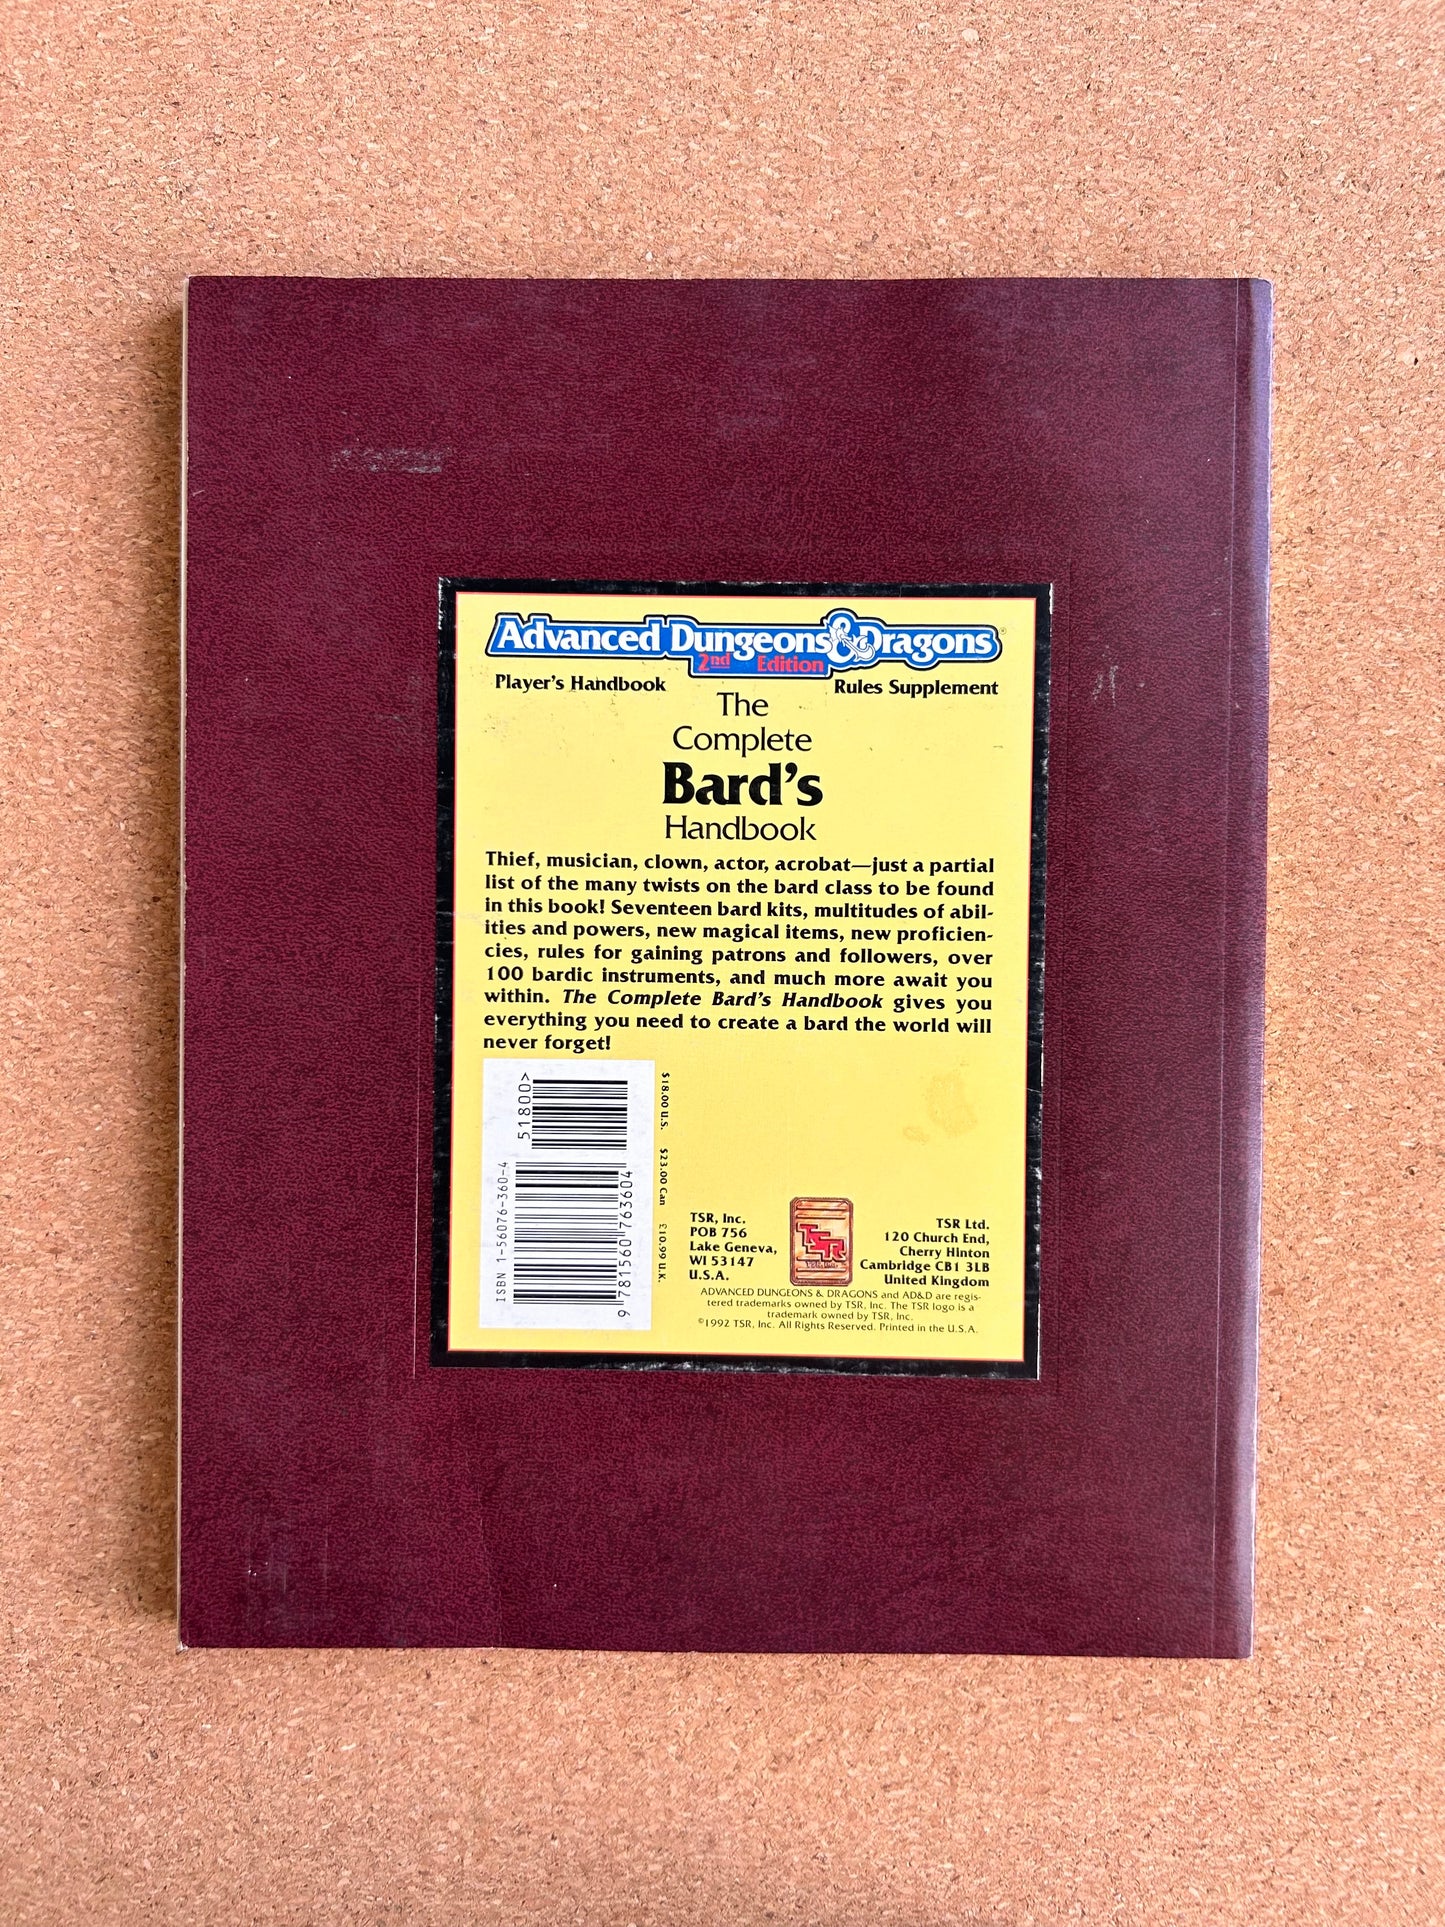 Advanced Dungeons & Dragons®
2nd Edition
Player's Handbook
Rules Supplement
The
Complete
Bard's
Handbook
Thief, musician, clown, actor, acrobat—just a partial
list of the many twists on the bard class to be found
in this book! Seventeen bard kits, multitudes of abil-
ities and powers, new magical items, new proficien-
cies, rules for gaining patrons and followers, over
100 bardic instruments, and much more await you
within. The Complete Bard's Handbook gives you
everything you need to create a bard the world will
never forget!
51800>
ISBN 1-56076-360-4
9 781560 763604
$18.00 U.S. $23.00 Can £10.99 U.K.
TSR, Inc.
POB 756
Lake Geneva,
WI 53147
U.S.A.
TSR
TSR Ltd.
120 Church End,
Cherry Hinton
Cambridge CB1 3LB
United Kingdom
ADVANCED DUNGEONS & DRAGONS and AD&D are regis-
tered trademarks owned by TSR, Inc. The TSR logo is a
trademark owned by TSR, Inc.
©1992 TSR, Inc. All Rights Reserved. Printed in the U.S.A.